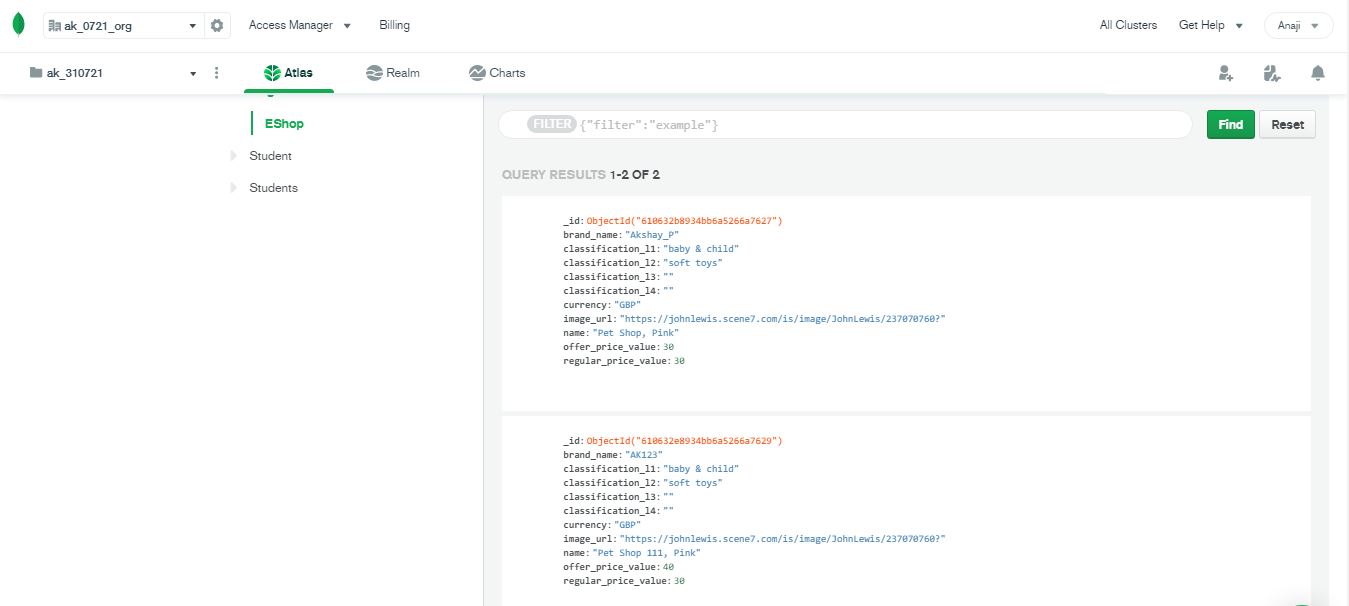 ak_0721_org Access Manager Billing All Clusters Get Help Anaji
ak_310721 Atlas Realm Charts
EShop
Student
Students
FILTER {"filter":"example"} Find Reset
QUERY RESULTS 1-2 OF 2
_id: ObjectId("610632b8934bb6a5266a7627")
brand_name: "Akshay_P"
classification_l1: "baby & child"
classification_l2: "soft toys"
classification_l3: ""
classification_l4: ""
currency: "GBP"
image_url: "https://johnlewis.scene7.com/is/image/JohnLewis/237070760?"
name: "Pet Shop, Pink"
offer_price_value: 30
regular_price_value: 30
_id: ObjectId("610632e8934bb6a5266a7629")
brand_name: "AK123"
classification_l1: "baby & child"
classification_l2: "soft toys"
classification_l3: ""
classification_l4: ""
currency: "GBP"
image_url: "https://johnlewis.scene7.com/is/image/JohnLewis/237070760?"
name: "Pet Shop 111, Pink"
offer_price_value: 40
regular_price_value: 30